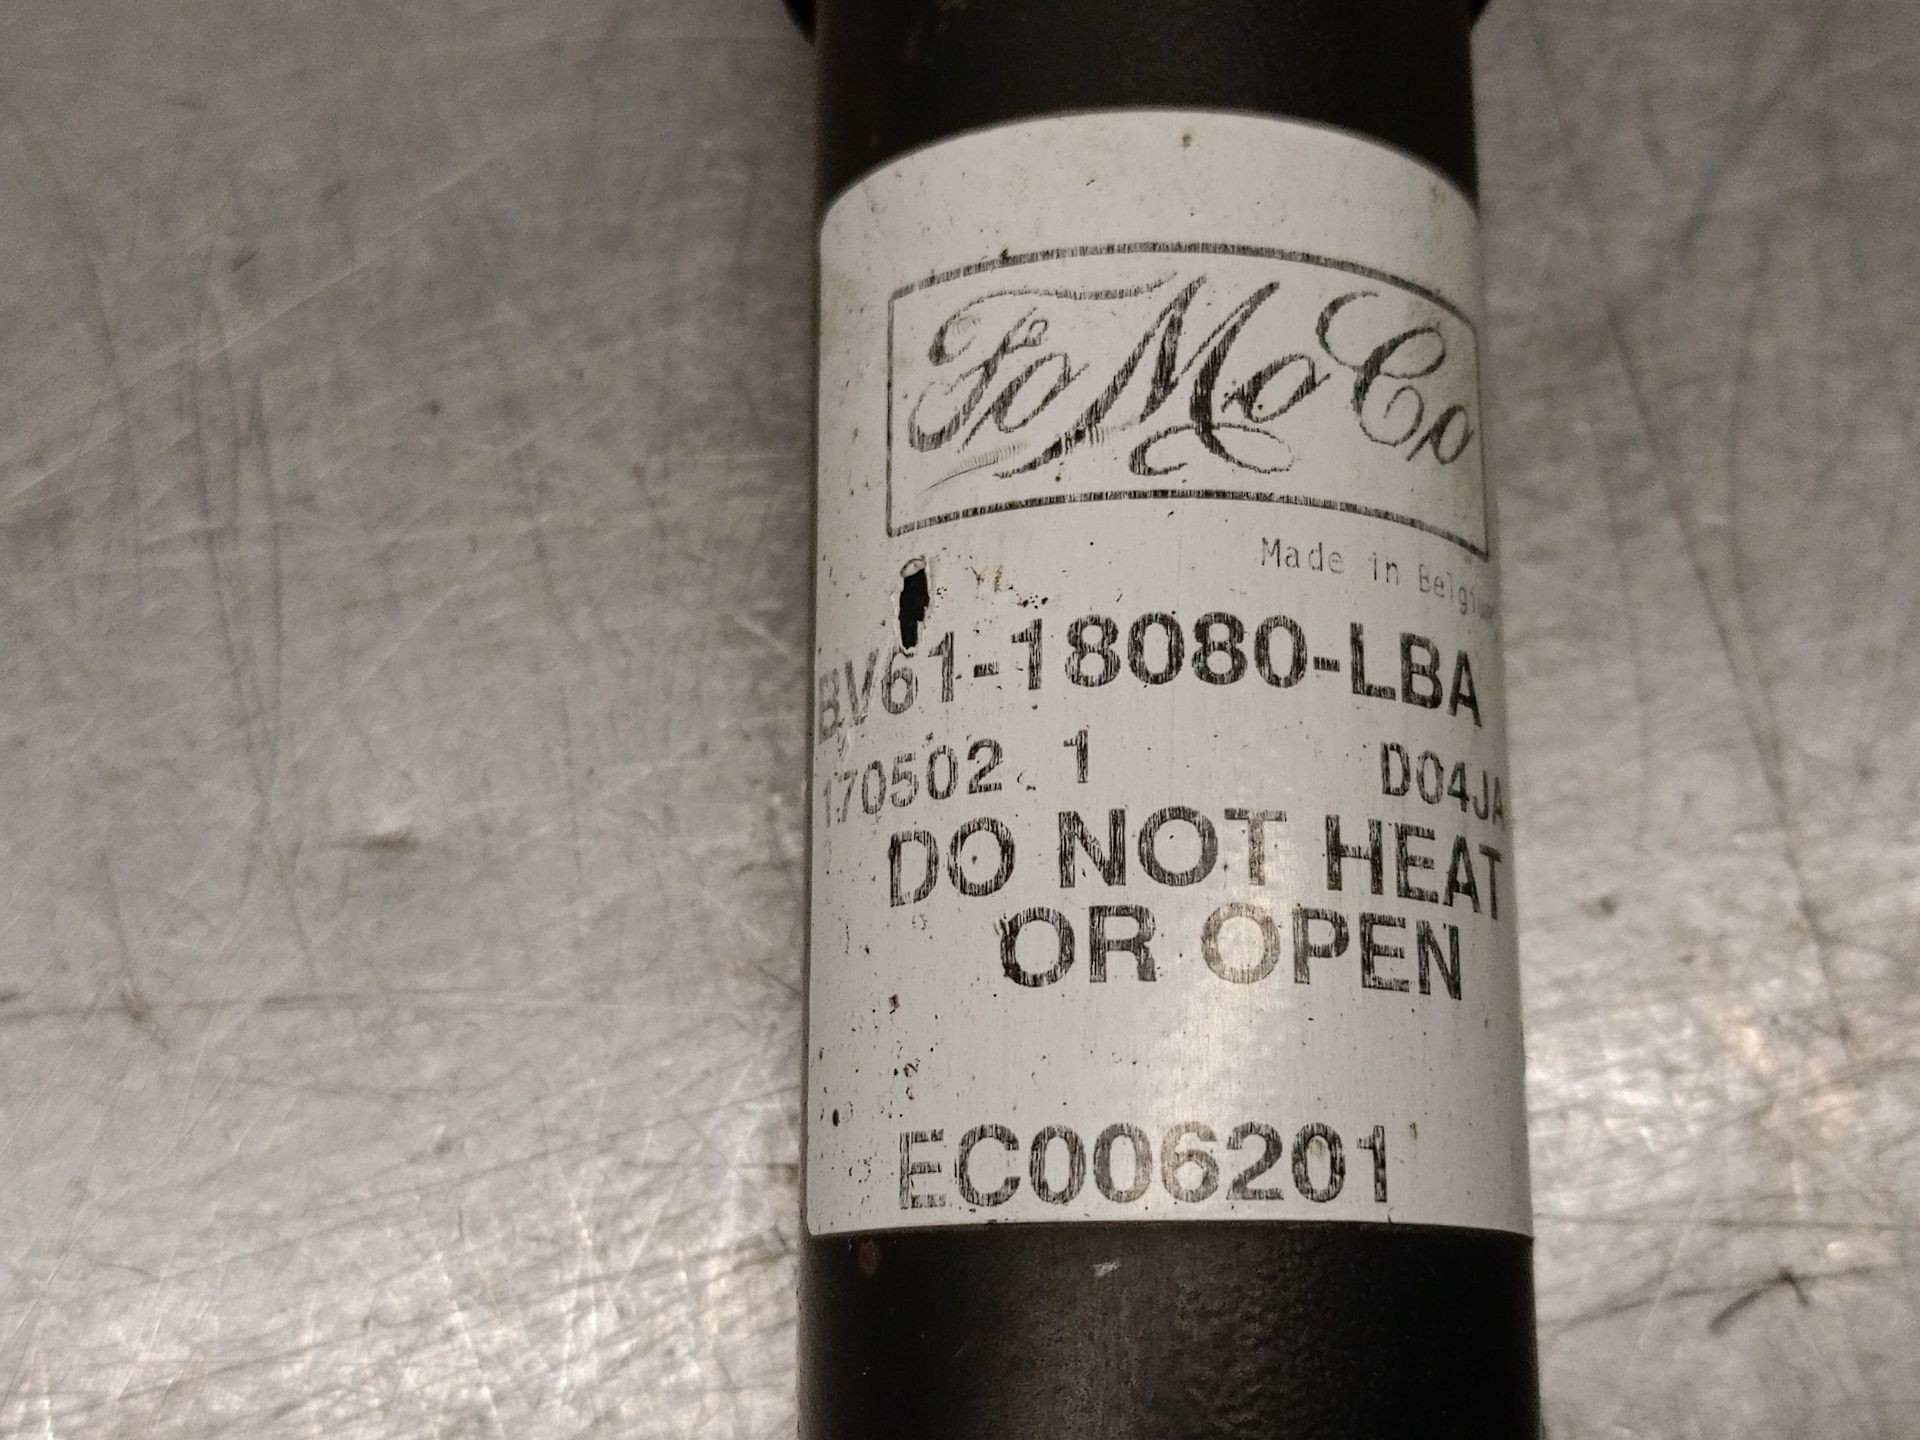 FoMoCo
Made in Belgium
BV61-18080-LBA
170502 1 D04JA
DO NOT HEAT
OR OPEN
EC006201